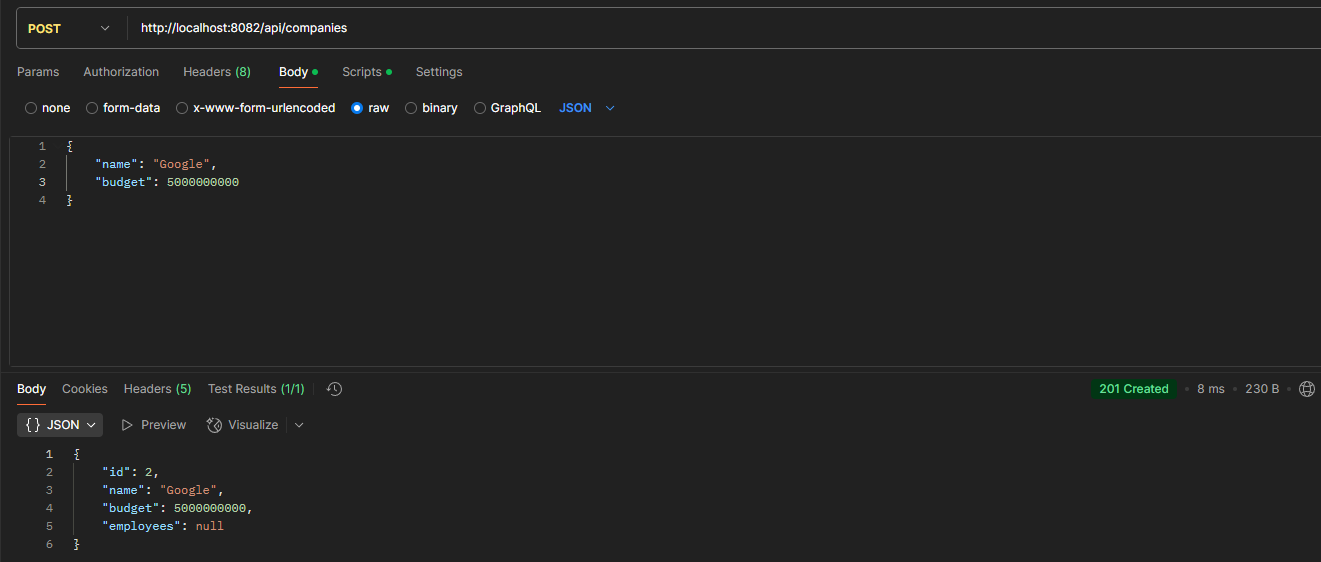 POST http://localhost:8082/api/companies
Params Authorization Headers (8) Body Scripts Settings
none form-data x-www-form-urlencoded raw binary GraphQL JSON
1 {
2 "name": "Google",
3 "budget": 5000000000
4 }
Body Cookies Headers (5) Test Results (1/1) 201 Created 8 ms 230 B
{} JSON Preview Visualize
1 {
2 "id": 2,
3 "name": "Google",
4 "budget": 5000000000,
5 "employees": null
6 }